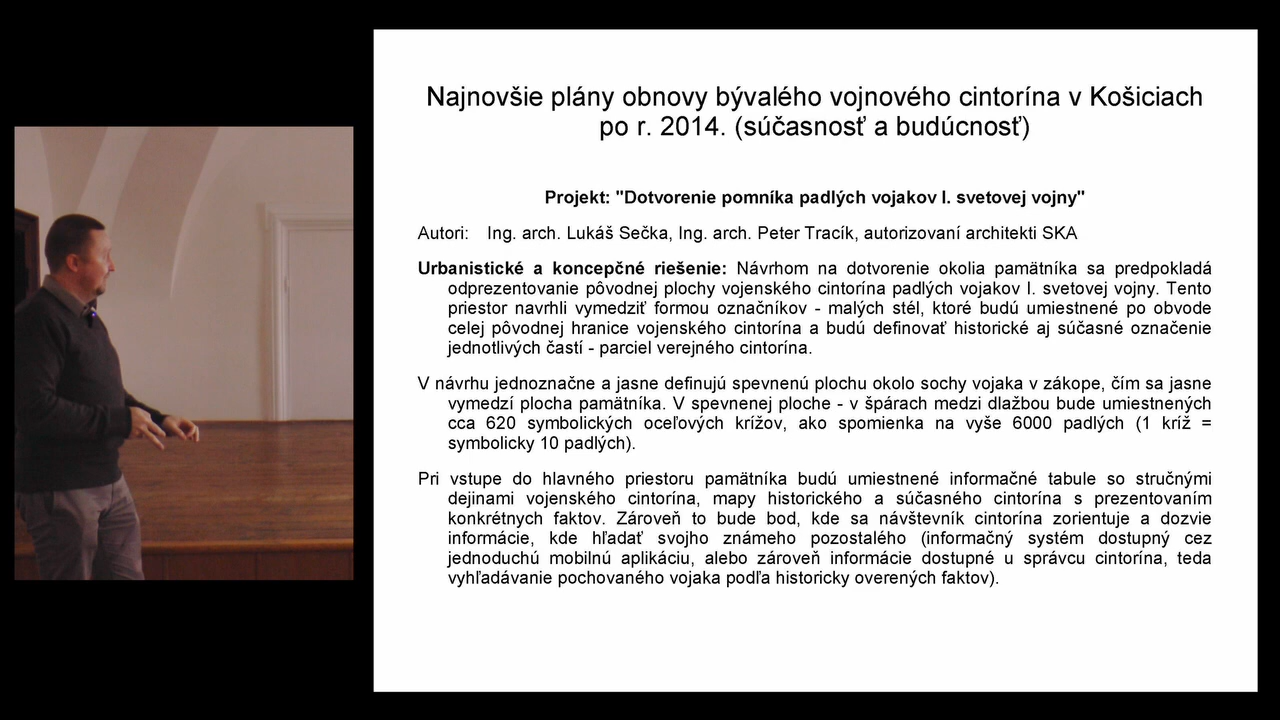 Najnovšie plány obnovy bývalého vojnového cintorína v Košiciach
po r. 2014. (súčasnosť a budúcnosť)
Projekt: "Dotvorenie pomníka padlých vojakov I. svetovej vojny"
Autori: Ing. arch. Lukáš Sečka, Ing. arch. Peter Tracík, autorizovaní architekti SKA
Urbanistické a koncepčné riešenie: Návrhom na dotvorenie okolia pamätníka sa predpokladá
odprezentovanie pôvodnej plochy vojenského cintorína padlých vojakov I. svetovej vojny. Tento
priestor navrhli vymedziť formou označníkov - malých stél, ktoré budú umiestnené po obvode
celej pôvodnej hranice vojenského cintorína a budú definovať historické aj súčasné označenie
jednotlivých častí - parciel verejného cintorína.
V návrhu jednoznačne a jasne definujú spevnenú plochu okolo sochy vojaka v zákope, čím sa jasne
vymedzí plocha pamätníka. V spevnenej ploche - v špárach medzi dlažbou bude umiestnených
cca 620 symbolických oceľových krížov, ako spomienka na vyše 6000 padlých (1 kríž =
symbolicky 10 padlých).
Pri vstupe do hlavného priestoru pamätníka budú umiestnené informačné tabule so stručnými
dejinami vojenského cintorína, mapy historického a súčasného cintorína s prezentovaním
konkrétnych faktov. Zároveň to bude bod, kde sa návštevník cintorína zorientuje a dozvie
informácie, kde hľadať svojho známeho pozostalého (informačný systém dostupný cez
jednoduchú mobilnú aplikáciu, alebo zároveň informácie dostupné u správcu cintorína, teda
vyhľadávanie pochovaného vojaka podľa historicky overených faktov).